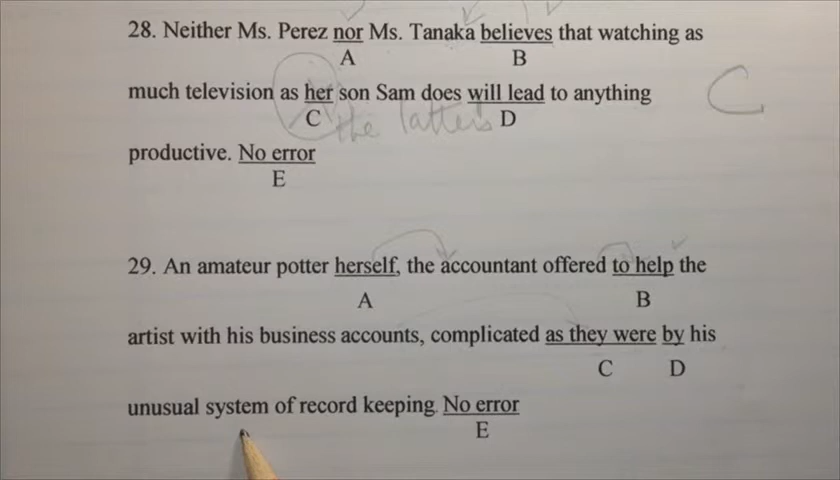 28. Neither Ms. Perez nor Ms. Tanaka believes that watching as
A B
much television as her son Sam does will lead to anything
C
C the latters D
productive. No error
E
29. An amateur potter herself, the accountant offered to help the
A B
artist with his business accounts, complicated as they were by his
C D
unusual system of record keeping. No error
E